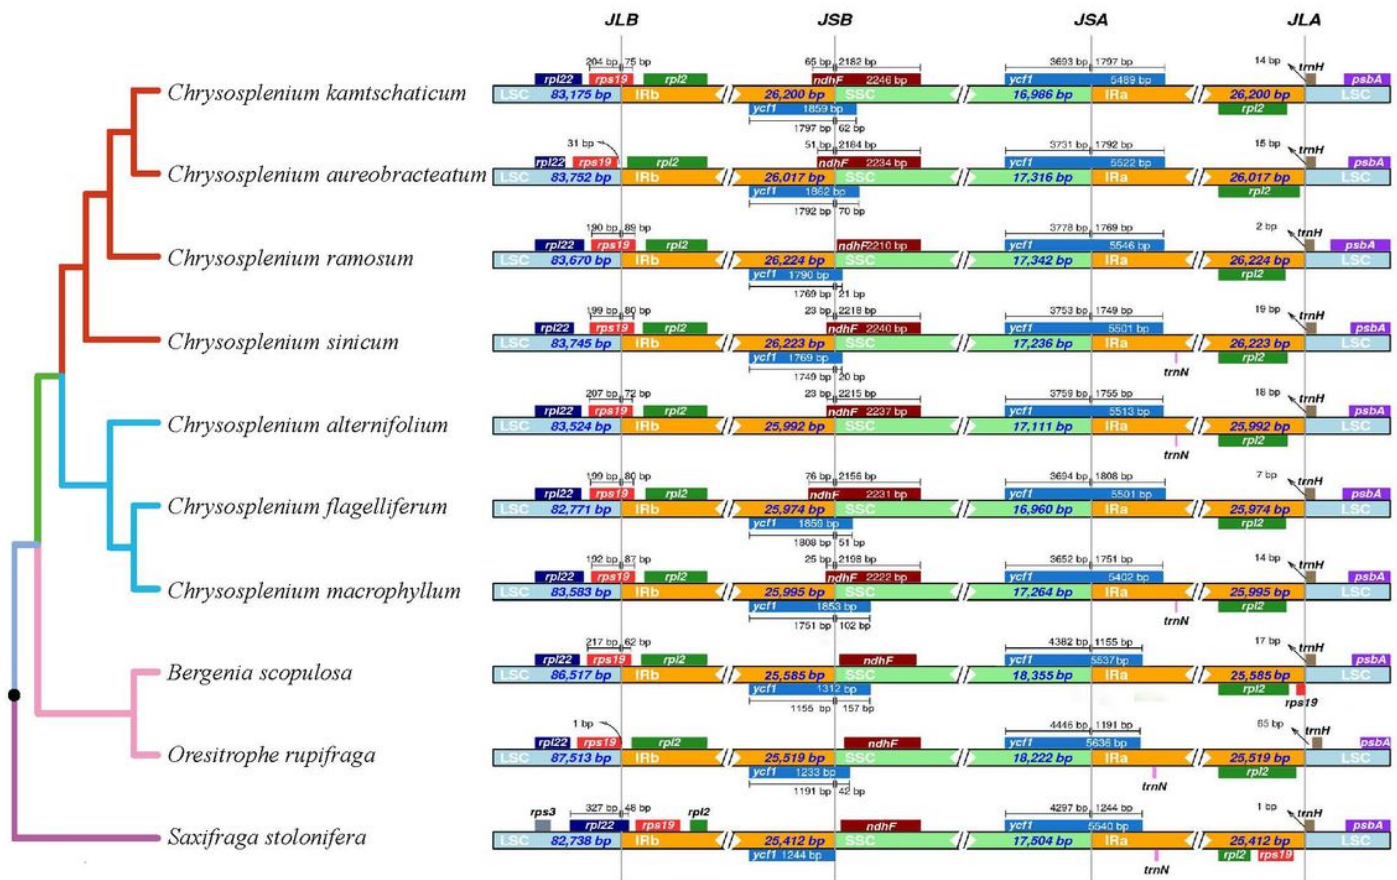 JLB JSB JSA JLA
204 bp 75 bp 65 bp 2182 bp 3693 bp 1797 bp 14 bp trnH
rpl22 rps19 rpl2 ndhF 2246 bp ycf1 5489 bp psbA
Chrysosplenium kamtschaticum LSC 83,175 bp IRb 26,200 bp SSC 16,986 bp IRa 26,200 bp LSC
ycf1 1859 bp rpl2
1797 bp 62 bp
31 bp 51 bp 2184 bp 3731 bp 1792 bp 15 bp trnH
rpl22 rps19 rpl2 ndhF 2234 bp ycf1 5522 bp psbA
Chrysosplenium aureobracteatum LSC 83,752 bp IRb 26,017 bp SSC 17,316 bp IRa 26,017 bp LSC
ycf1 1862 bp rpl2
1792 bp 70 bp
190 bp 89 bp 3778 bp 1769 bp 2 bp trnH
rpl22 rps19 rpl2 ndhF 2210 bp ycf1 5546 bp psbA
Chrysosplenium ramosum LSC 83,670 bp IRb 26,224 bp SSC 17,342 bp IRa 26,224 bp LSC
ycf1 1790 bp rpl2
1769 bp 21 bp
199 bp 80 bp 23 bp 2218 bp 3753 bp 1749 bp 19 bp trnH
rpl22 rps19 rpl2 ndhF 2240 bp ycf1 5501 bp psbA
Chrysosplenium sinicum LSC 83,745 bp IRb 26,223 bp SSC 17,236 bp IRa 26,223 bp LSC
ycf1 1769 bp trnN rpl2
1749 bp 20 bp
207 bp 72 bp 23 bp 2215 bp 3759 bp 1755 bp 18 bp trnH
rpl22 rps19 rpl2 ndhF 2237 bp ycf1 5513 bp psbA
Chrysosplenium alternifolium LSC 83,524 bp IRb 25,992 bp SSC 17,111 bp IRa 25,992 bp LSC
trnN rpl2
199 bp 80 bp 76 bp 2156 bp 3694 bp 1808 bp 7 bp trnH
rpl22 rps19 rpl2 ndhF 2231 bp ycf1 5501 bp psbA
Chrysosplenium flagelliferum LSC 82,771 bp IRb 25,974 bp SSC 16,960 bp IRa 25,974 bp LSC
ycf1 1859 bp rpl2
1808 bp 51 bp
192 bp 87 bp 25 bp 2198 bp 3652 bp 1751 bp 14 bp trnH
rpl22 rps19 rpl2 ndhF 2222 bp ycf1 5402 bp psbA
Chrysosplenium macrophyllum LSC 83,583 bp IRb 25,995 bp SSC 17,264 bp IRa 25,995 bp LSC
ycf1 1853 bp trnN rpl2
1751 bp 102 bp
217 bp 62 bp 4382 bp 1155 bp 17 bp trnH
rpl22 rps19 rpl2 ndhF ycf1 5537 bp psbA
Bergenia scopulosa LSC 86,517 bp IRb 25,585 bp SSC 18,355 bp IRa 25,585 bp LSC
ycf1 1312 bp rpl2 rps19
1155 bp 157 bp
1 bp 4446 bp 1191 bp 65 bp trnH
rpl22 rps19 rpl2 ndhF ycf1 5636 bp psbA
Oresitrophe rupifraga LSC 87,513 bp IRb 25,519 bp SSC 18,222 bp IRa 25,519 bp LSC
ycf1 1233 bp trnN rpl2
1191 bp 42 bp
rps3 327 bp 48 bp rpl2 4297 bp 1244 bp 1 bp trnH
rpl22 rps19 ndhF ycf1 5540 bp psbA
Saxifraga stolonifera LSC 82,738 bp IRb 25,412 bp SSC 17,504 bp IRa 25,412 bp LSC
ycf1 1244 bp trnN rpl2 rps19